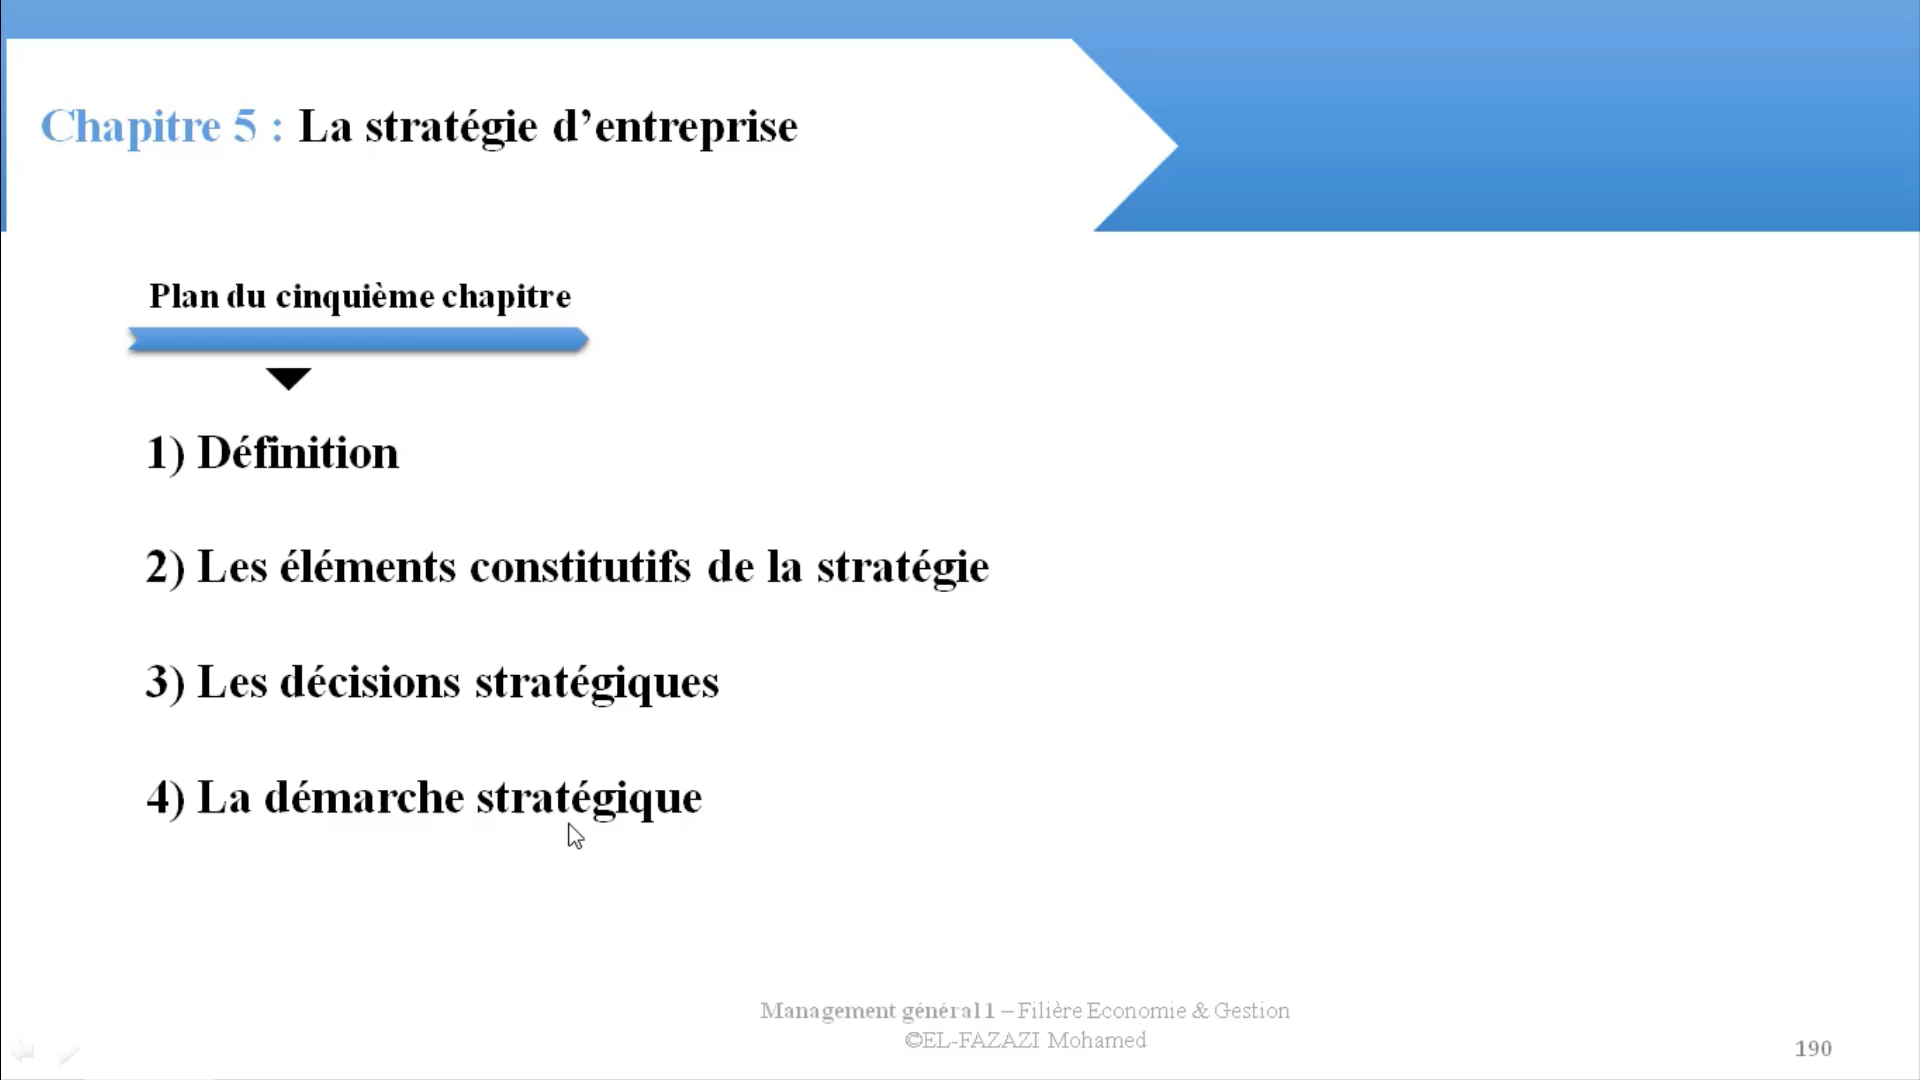 Chapitre 5 : La stratégie d’entreprise
Plan du cinquième chapitre
1) Définition
2) Les éléments constitutifs de la stratégie
3) Les décisions stratégiques
4) La démarche stratégique
Management général 1 – Filière Economie & Gestion
©EL-FAZAZI Mohamed
190